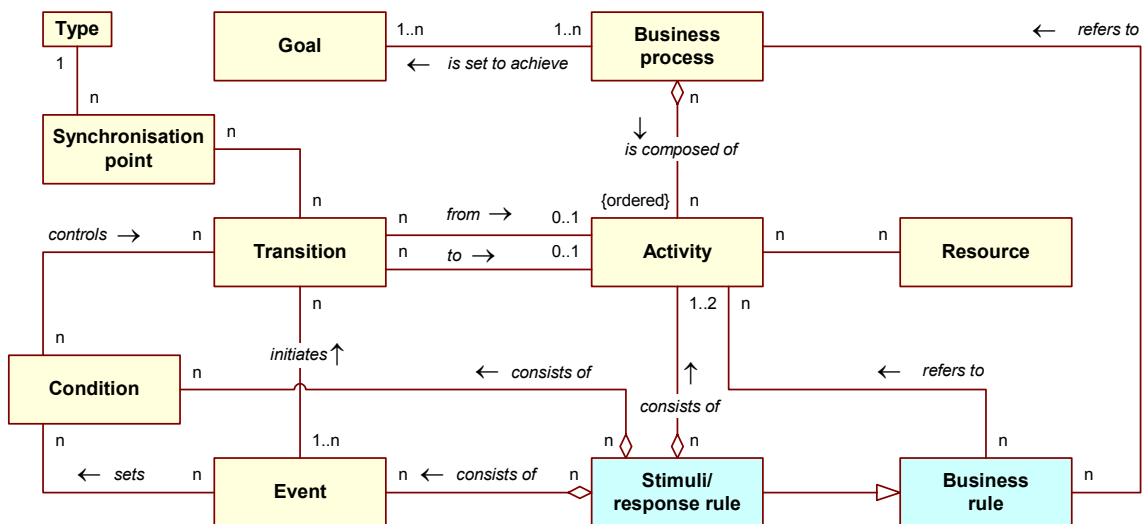 Type
Goal
1..n
1..n
Business
process
← refers to
← is set to achieve
1
n
n
Synchronisation
point
n
↓
is composed of
n
{ordered}
n
controls →
n
Transition
n
from →
0..1
n
to →
0..1
Activity
n
n
Resource
n
1..2
n
n
initiates ↑
Condition
n
← consists of
↑
consists of
← refers to
n
1..n
n
n
n
← sets
n
Event
n
← consists of
n
Stimuli/
response rule
Business
rule
n